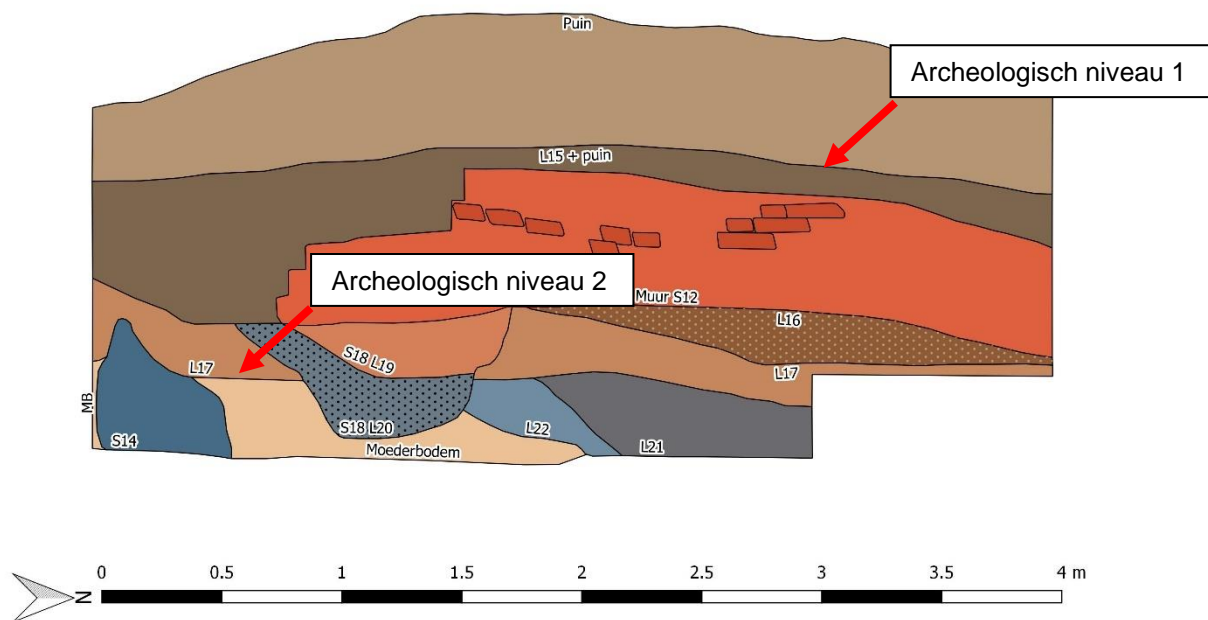 Puin
Archeologisch niveau 1
L15 + puin
Archeologisch niveau 2
Muur S12
L16
S18 L19
L17
L17
MB
S18 L20
L22
S14
L21
Moederbodem
N
0 0.5 1 1.5 2 2.5 3 3.5 4 m